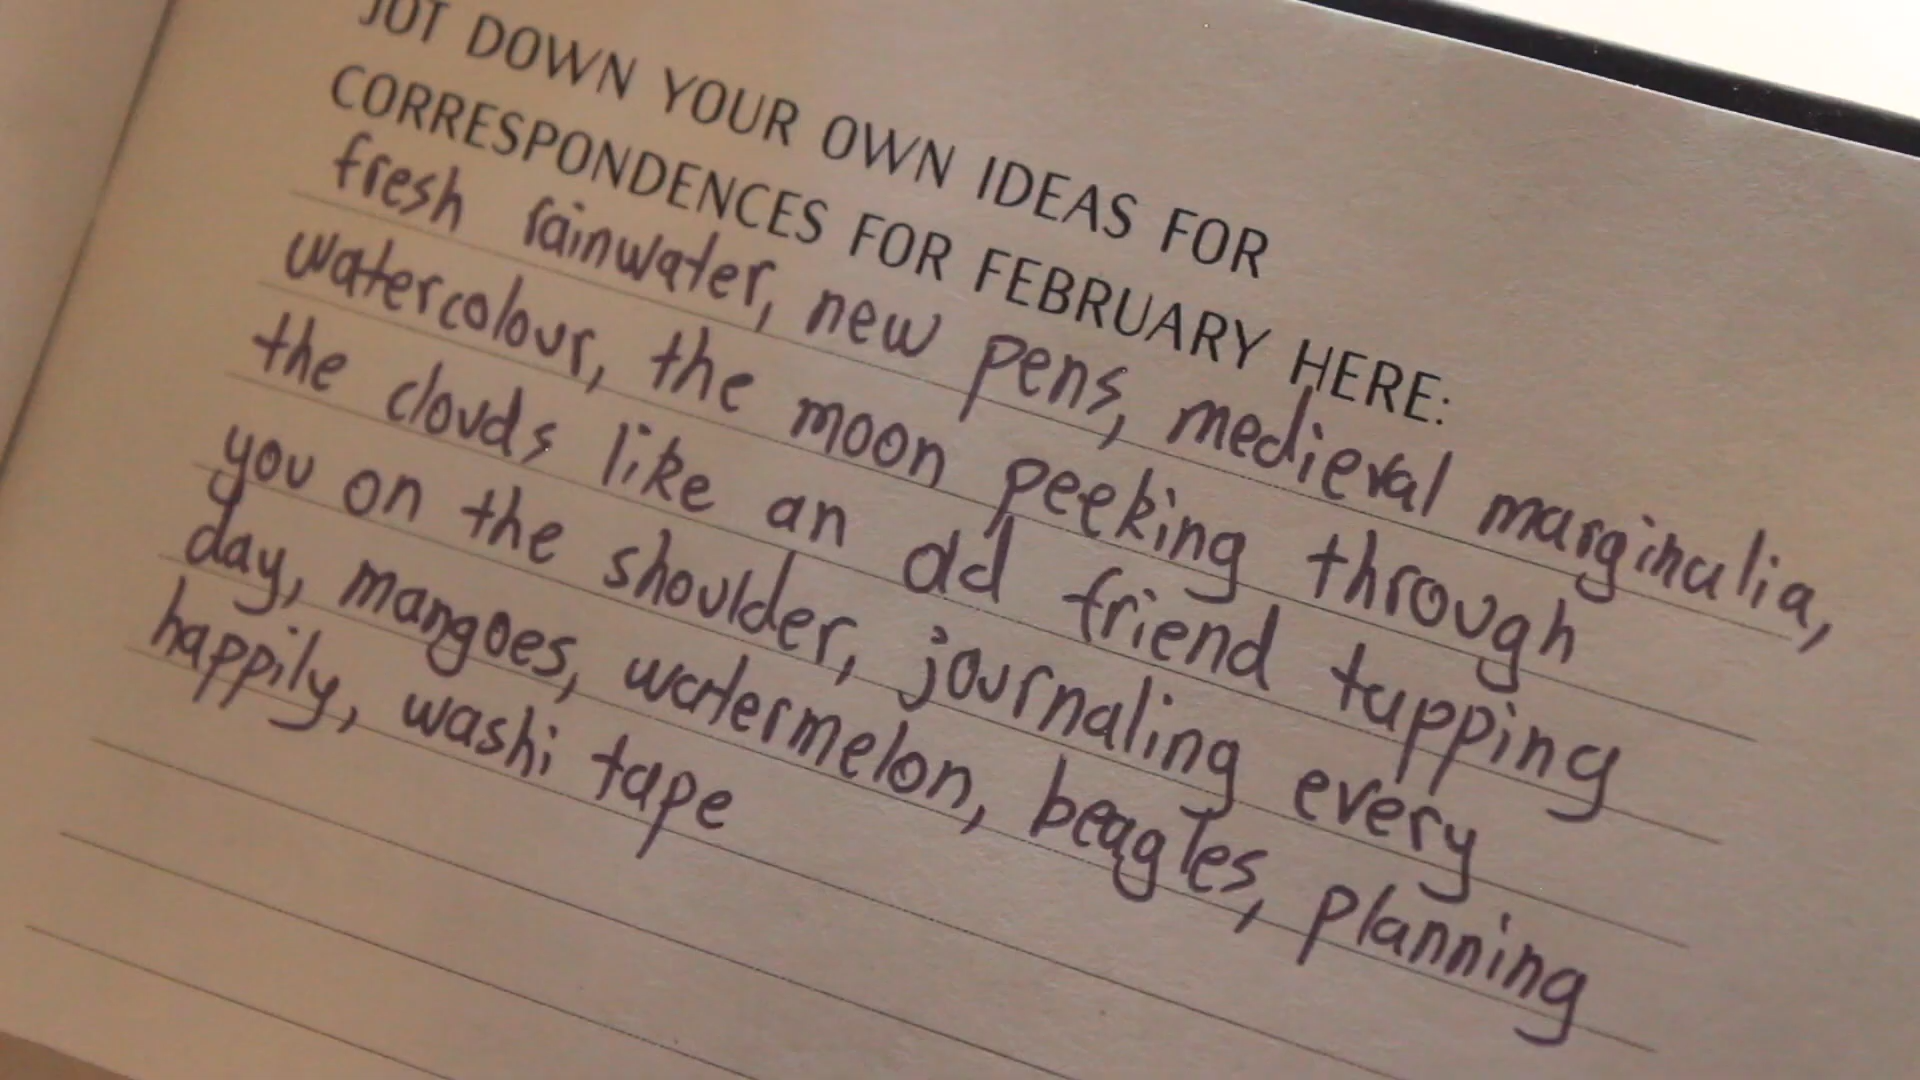 JOT DOWN YOUR OWN IDEAS FOR
CORRESPONDENCES FOR FEBRUARY HERE:
fresh rainwater, new pens, medieval marginalia,
watercolour, the moon peeking through
the clouds like an old friend tapping
you on the shoulder, journaling every
day, mangoes, watermelon, beagles, planning
happily, washi tape